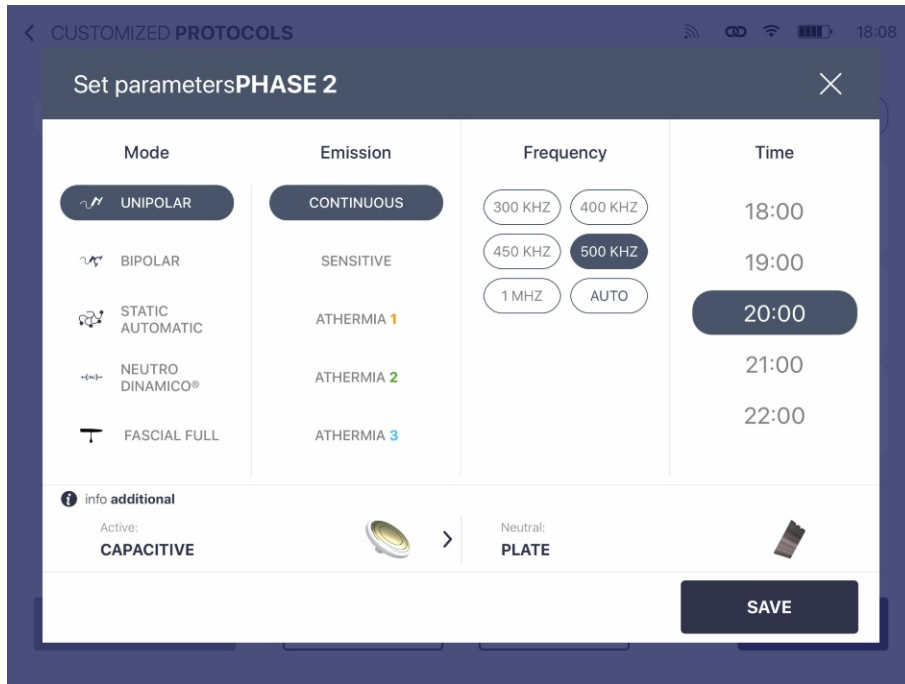 CUSTOMIZED PROTOCOLS
18:08
Set parametersPHASE 2
Mode
UNIPOLAR
BIPOLAR
STATIC
AUTOMATIC
NEUTRO
DINAMICO®
FASCIAL FULL
Emission
CONTINUOUS
SENSITIVE
ATHERMIA 1
ATHERMIA 2
ATHERMIA 3
Frequency
300 KHZ
400 KHZ
450 KHZ
500 KHZ
1 MHZ
AUTO
Time
18:00
19:00
20:00
21:00
22:00
info additional
Active:
CAPACITIVE
Neutral:
PLATE
SAVE